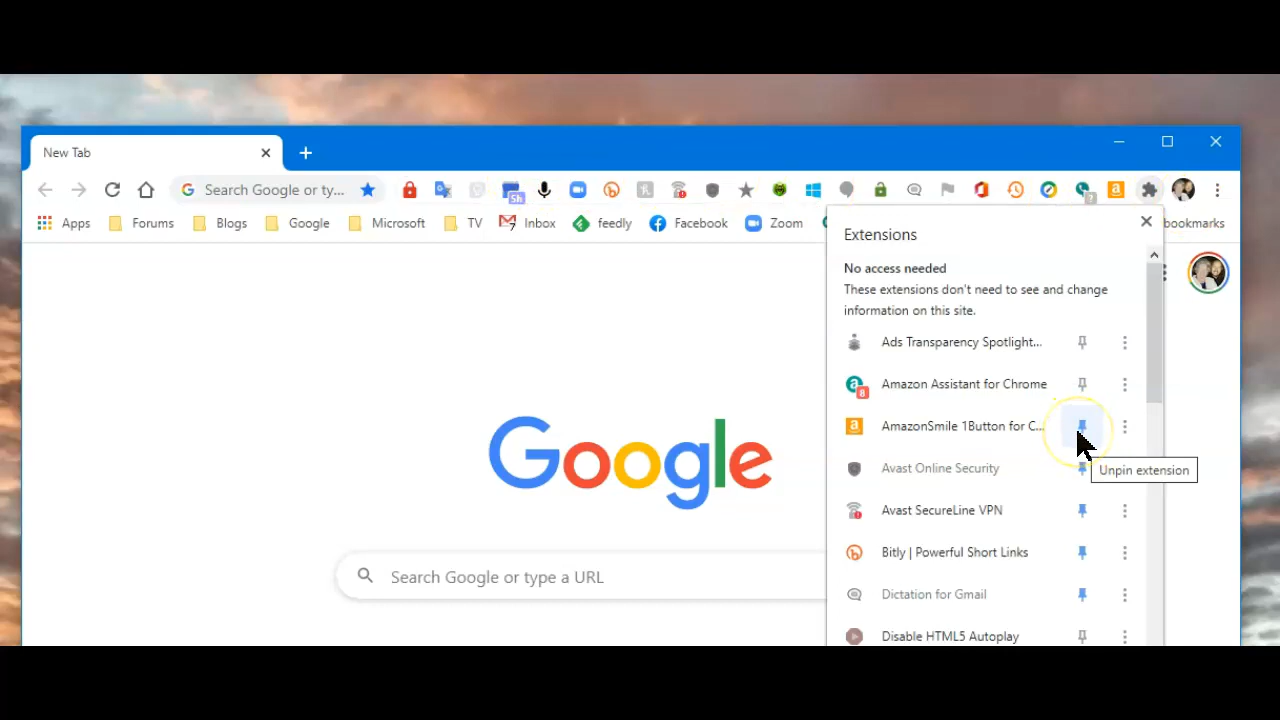 New Tab
Search Google or ty...
5h
?
Apps
Forums
Blogs
Google
Microsoft
TV
7
Inbox
feedly
Facebook
Zoom
bookmarks
Extensions
No access needed
These extensions don't need to see and change
information on this site.
Ads Transparency Spotlight...
8
Amazon Assistant for Chrome
AmazonSmile 1Button for C...
Avast Online Security
Unpin extension
Avast SecureLine VPN
Bitly | Powerful Short Links
Dictation for Gmail
Disable HTML5 Autoplay
Google
Search Google or type a URL